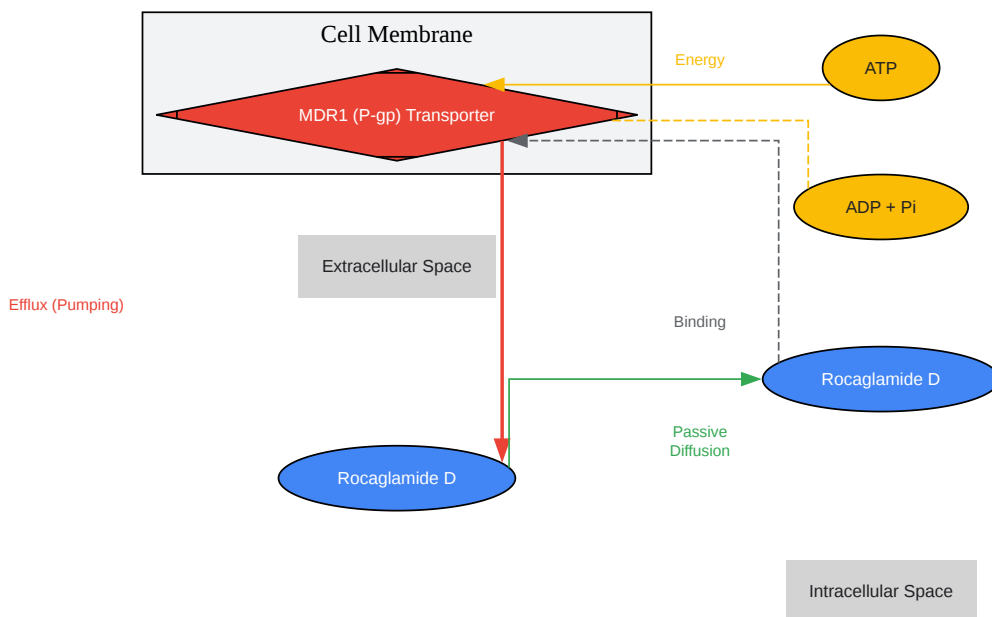 Cell Membrane
Energy
ATP
MDR1 (P-gp) Transporter
ADP + Pi
Extracellular Space
Efflux (Pumping)
Binding
Rocaglamide D
Passive
Diffusion
Rocaglamide D
Intracellular Space